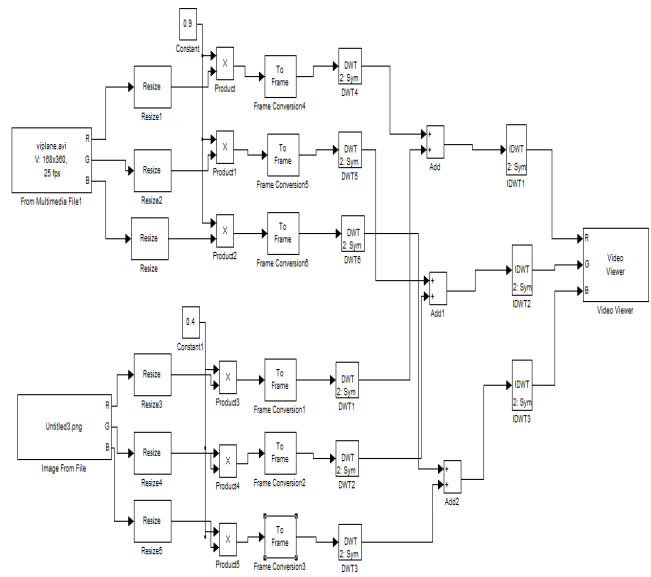 0.9
Constant
Resize
Resize1
X
Product
To
Frame
Frame Conversion4
DWT
2: Sym
DWT4
viplane.avi
V: 168x360,
25 fps
R
G
B
From Multimedia File1
Resize
Resize2
X
Product1
To
Frame
Frame Conversion5
DWT
2: Sym
DWT5
+
+
Add
IDWT
2: Sym
IDWT1
Resize
Resize
X
Product2
To
Frame
Frame Conversion6
DWT
2: Sym
DWT6
+
+
Add1
IDWT
2: Sym
IDWT2
R
G
B
Video
Viewer
Video Viewer
0.4
Constant1
Resize
Resize3
X
Product3
To
Frame
Frame Conversion1
DWT
2: Sym
DWT1
IDWT
2: Sym
IDWT3
Untitled3.png
R
G
B
Image From File
Resize
Resize4
X
Product4
To
Frame
Frame Conversion2
DWT
2: Sym
DWT2
+
+
Add2
Resize
Resize5
X
Product5
To
Frame
Frame Conversion3
DWT
2: Sym
DWT3